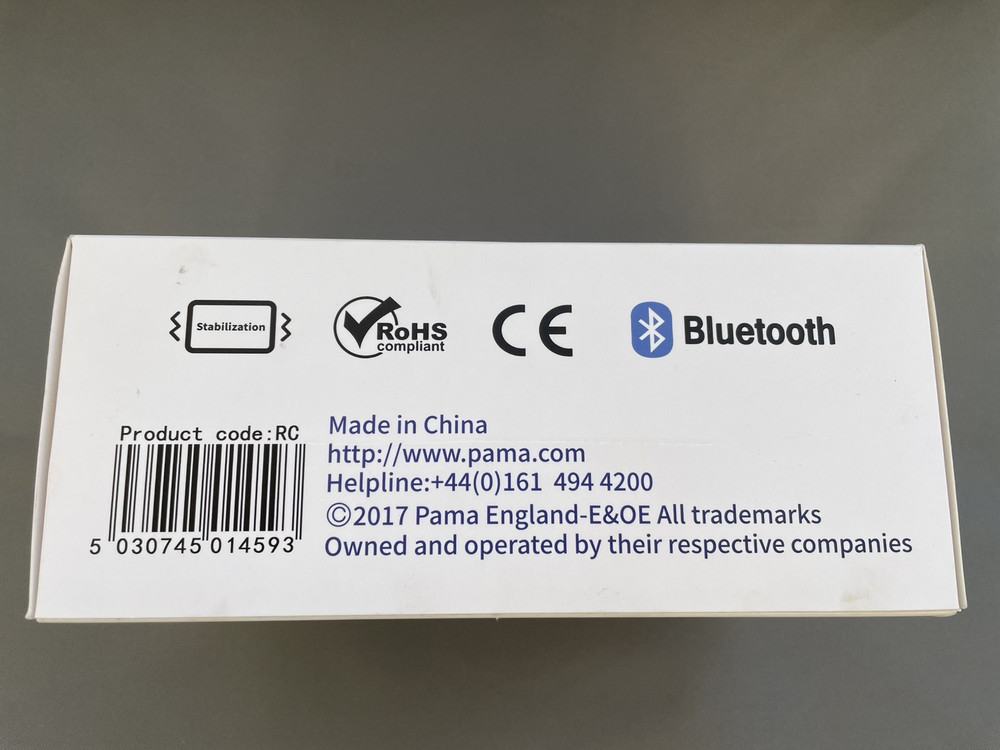 Stabilization
RoHS
compliant
CE
Bluetooth
Product code:RC
5 030745 014593
Made in China
http://www.pama.com
Helpline:+44(0)161 494 4200
©2017 Pama England-E&OE All trademarks
Owned and operated by their respective companies